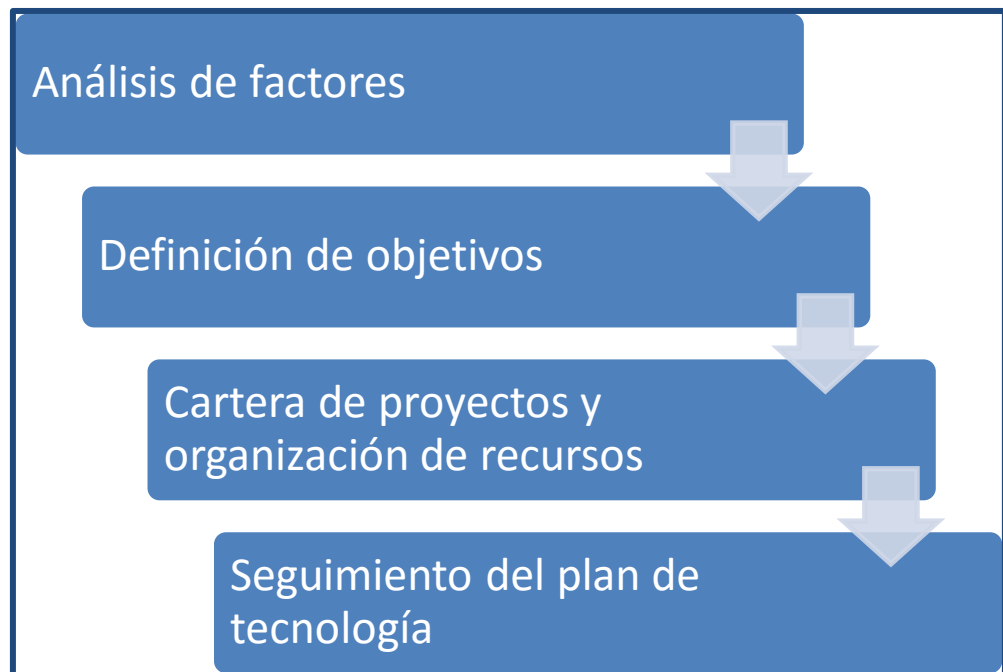 Análisis de factores
Definición de objetivos
Cartera de proyectos y
organización de recursos
Seguimiento del plan de
tecnología